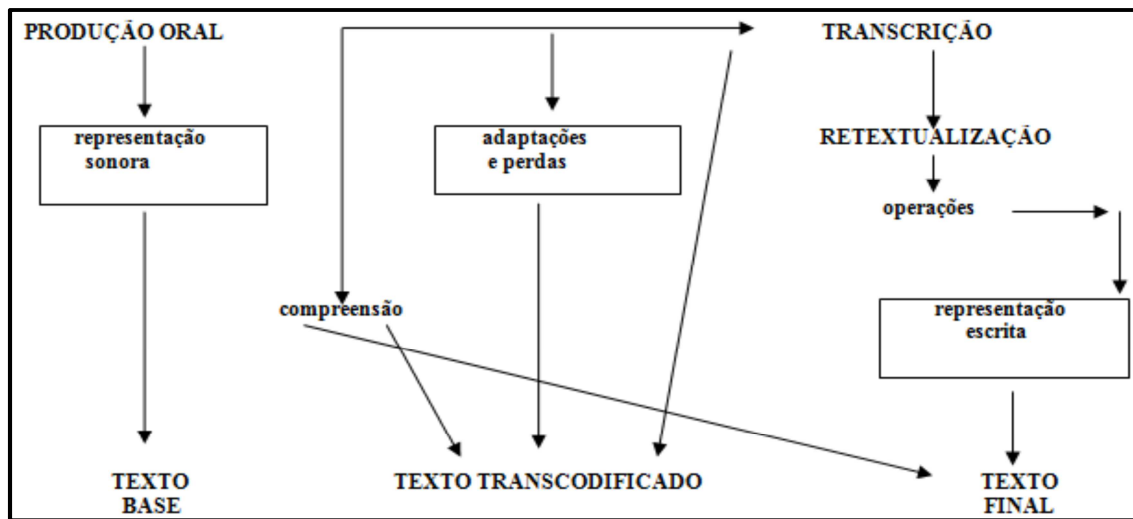 PRODUÇÃO ORAL
TRANSCRIÇÃO
representação
sonora
adaptações
e perdas
RETEXTUALIZAÇÃO
operações
compreensão
representação
escrita
TEXTO
BASE
TEXTO TRANSCODIFICADO
TEXTO
FINAL